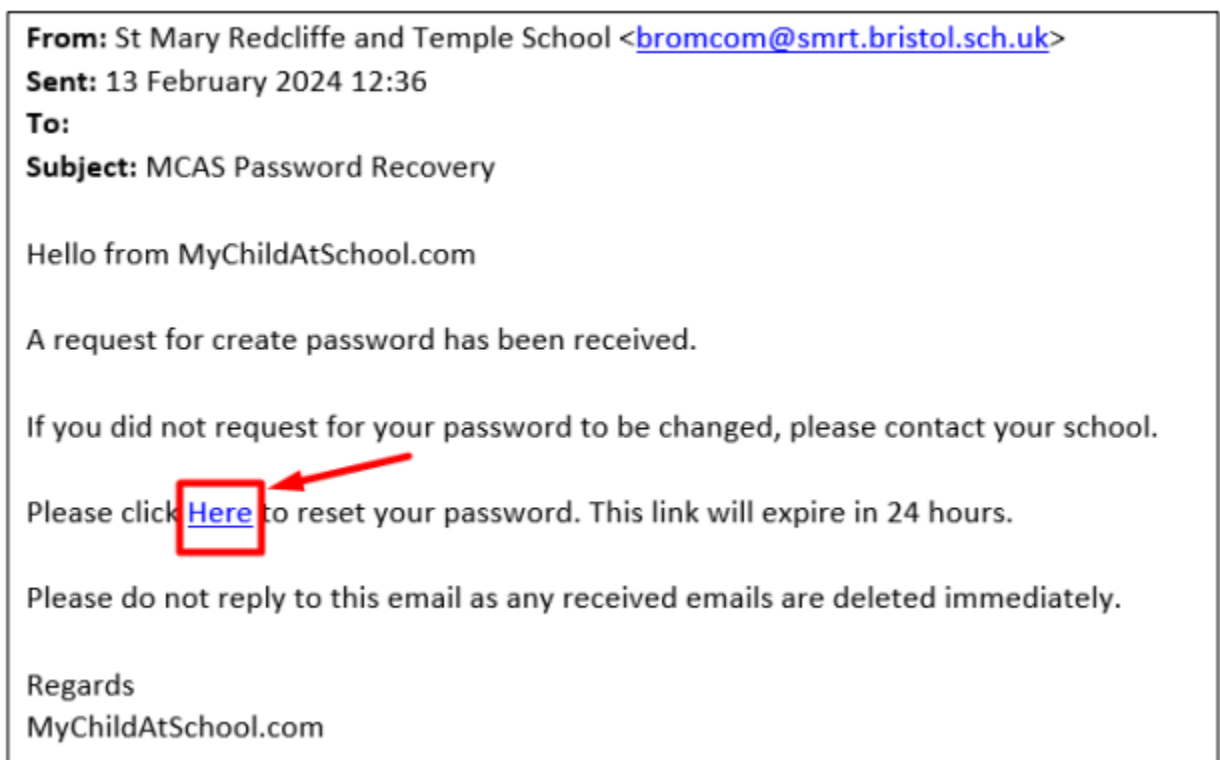 From: St Mary Redcliffe and Temple School <bromcom@smrt.bristol.sch.uk>
Sent: 13 February 2024 12:36
To:
Subject: MCAS Password Recovery
Hello from MyChildAtSchool.com
A request for create password has been received.
If you did not request for your password to be changed, please contact your school.
Please click Here to reset your password. This link will expire in 24 hours.
Please do not reply to this email as any received emails are deleted immediately.
Regards
MyChildAtSchool.com